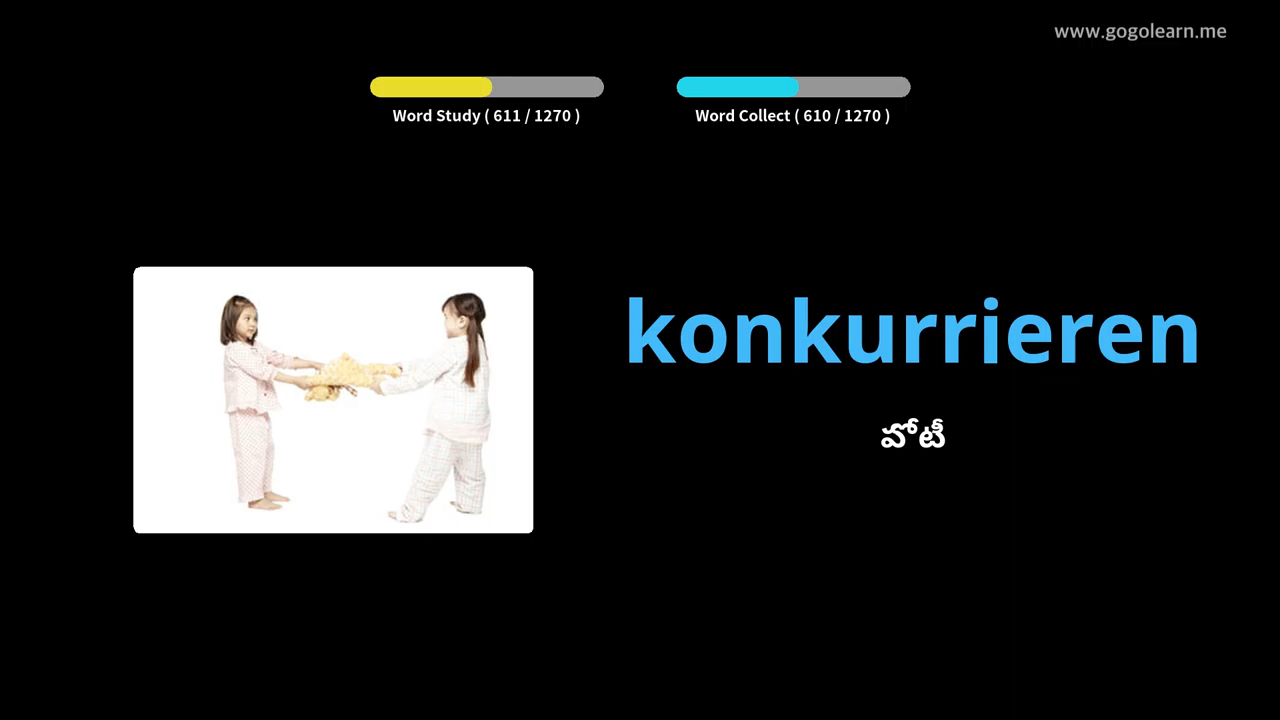 www.gogolearn.me
Word Study ( 611 / 1270 )
Word Collect ( 610 / 1270 )
konkurrieren
పోటీ